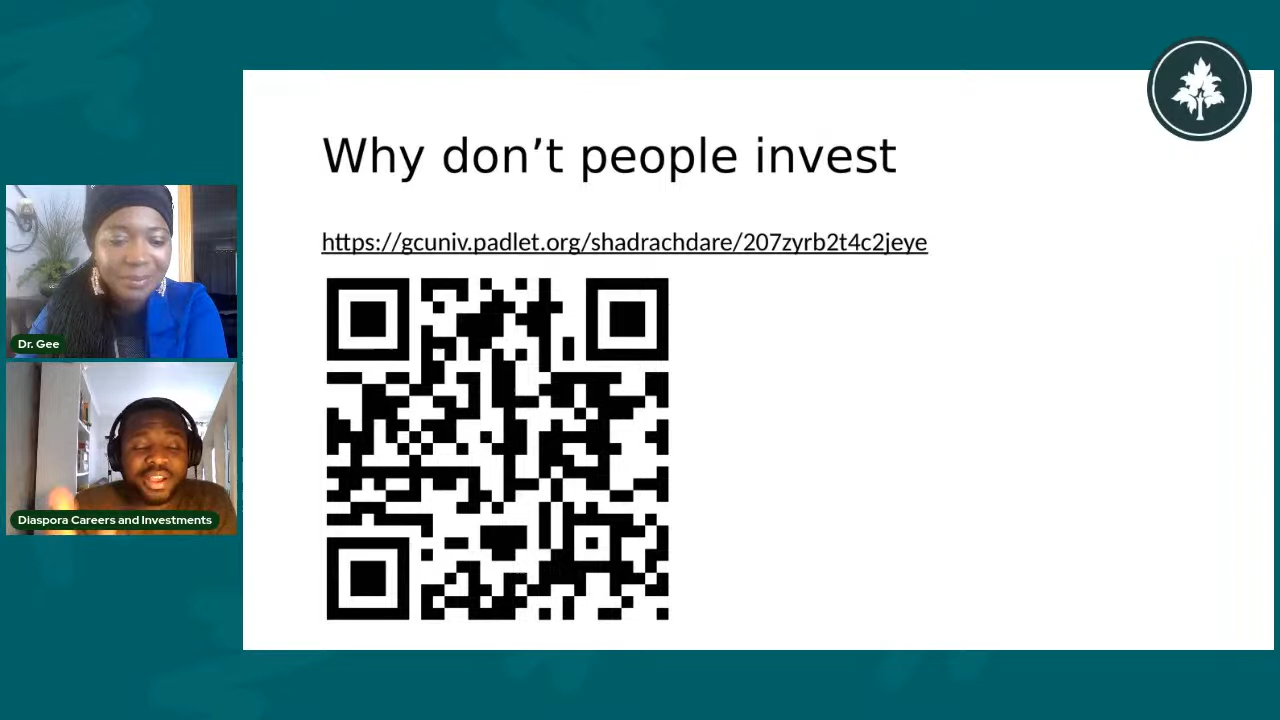 Why don’t people invest
https://gcuniv.padlet.org/shadrachdare/207zyrb2t4c2jeye
Dr. Gee
Diaspora Careers and Investments